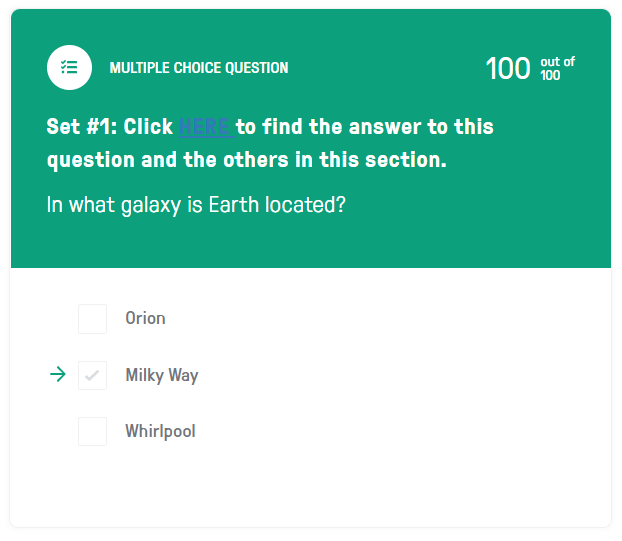 MULTIPLE CHOICE QUESTION
100 out of 100
Set #1: Click HERE to find the answer to this
question and the others in this section.
In what galaxy is Earth located?
Orion
Milky Way
Whirlpool